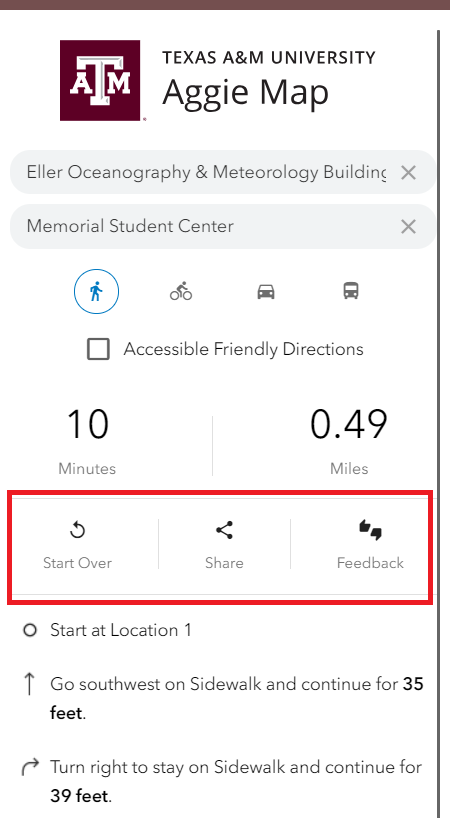 ATM
TEXAS A&M UNIVERSITY
Aggie Map
Eller Oceanography & Meteorology Building
Memorial Student Center
Accessible Friendly Directions
10
0.49
Minutes
Miles
Start Over
Share
Feedback
Start at Location 1
Go southwest on Sidewalk and continue for 35
feet.
Turn right to stay on Sidewalk and continue for
39 feet.